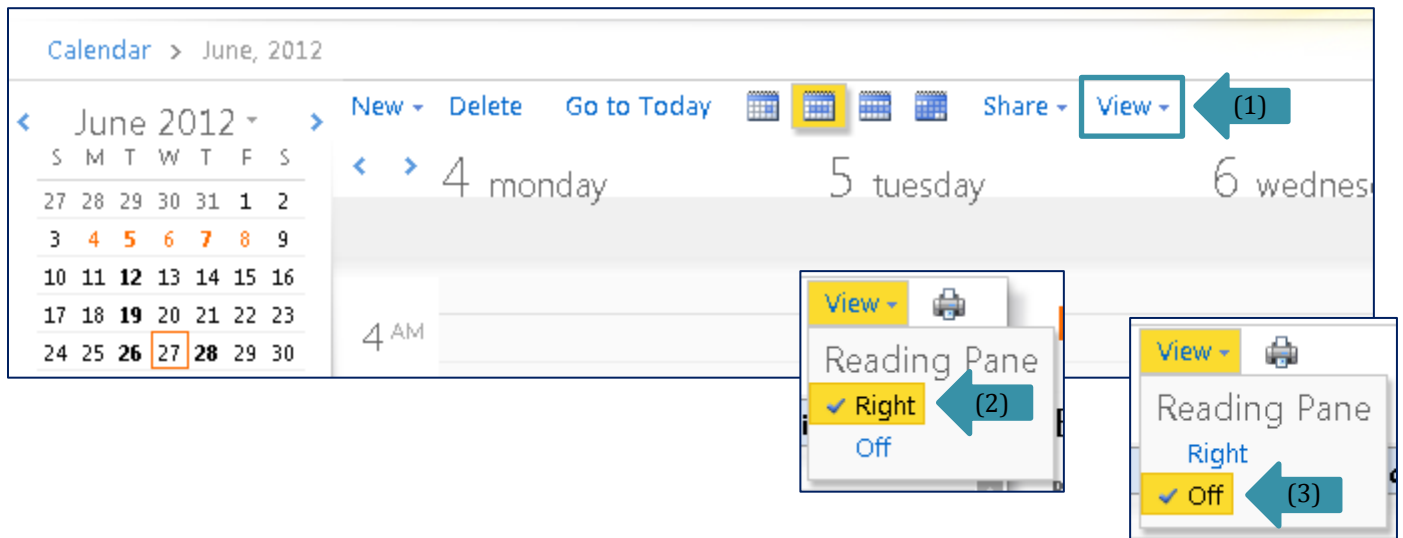 Calendar > June, 2012
June 2012
S M T W T F S
27 28 29 30 31 1 2
3 4 5 6 7 8 9
10 11 12 13 14 15 16
17 18 19 20 21 22 23
24 25 26 27 28 29 30
New Delete Go to Today Share View (1)
4 monday 5 tuesday 6 wednes
4 AM
View
Reading Pane
Right (2)
Off
View
Reading Pane
Right
Off (3)